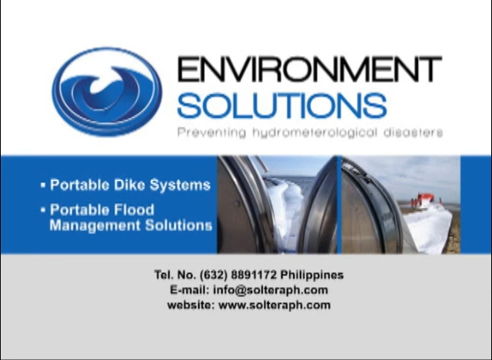 ENVIRONMENT
SOLUTIONS
Preventing hydrometerological disasters
▪ Portable Dike Systems
▪ Portable Flood
Management Solutions
Tel. No. (632) 8891172 Philippines
E-mail: info@solteraph.com
website: www.solteraph.com